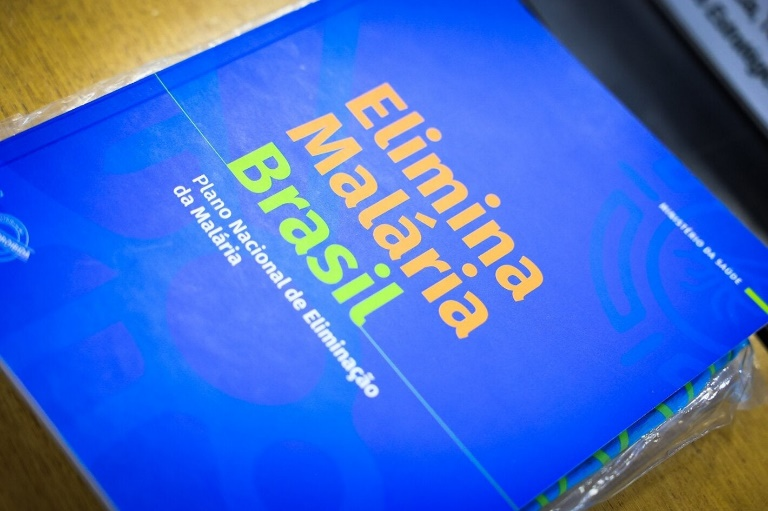 MINISTÉRIO DA SAÚDE
Elimina
Malária
Brasil
Plano Nacional de Eliminação
da Malária